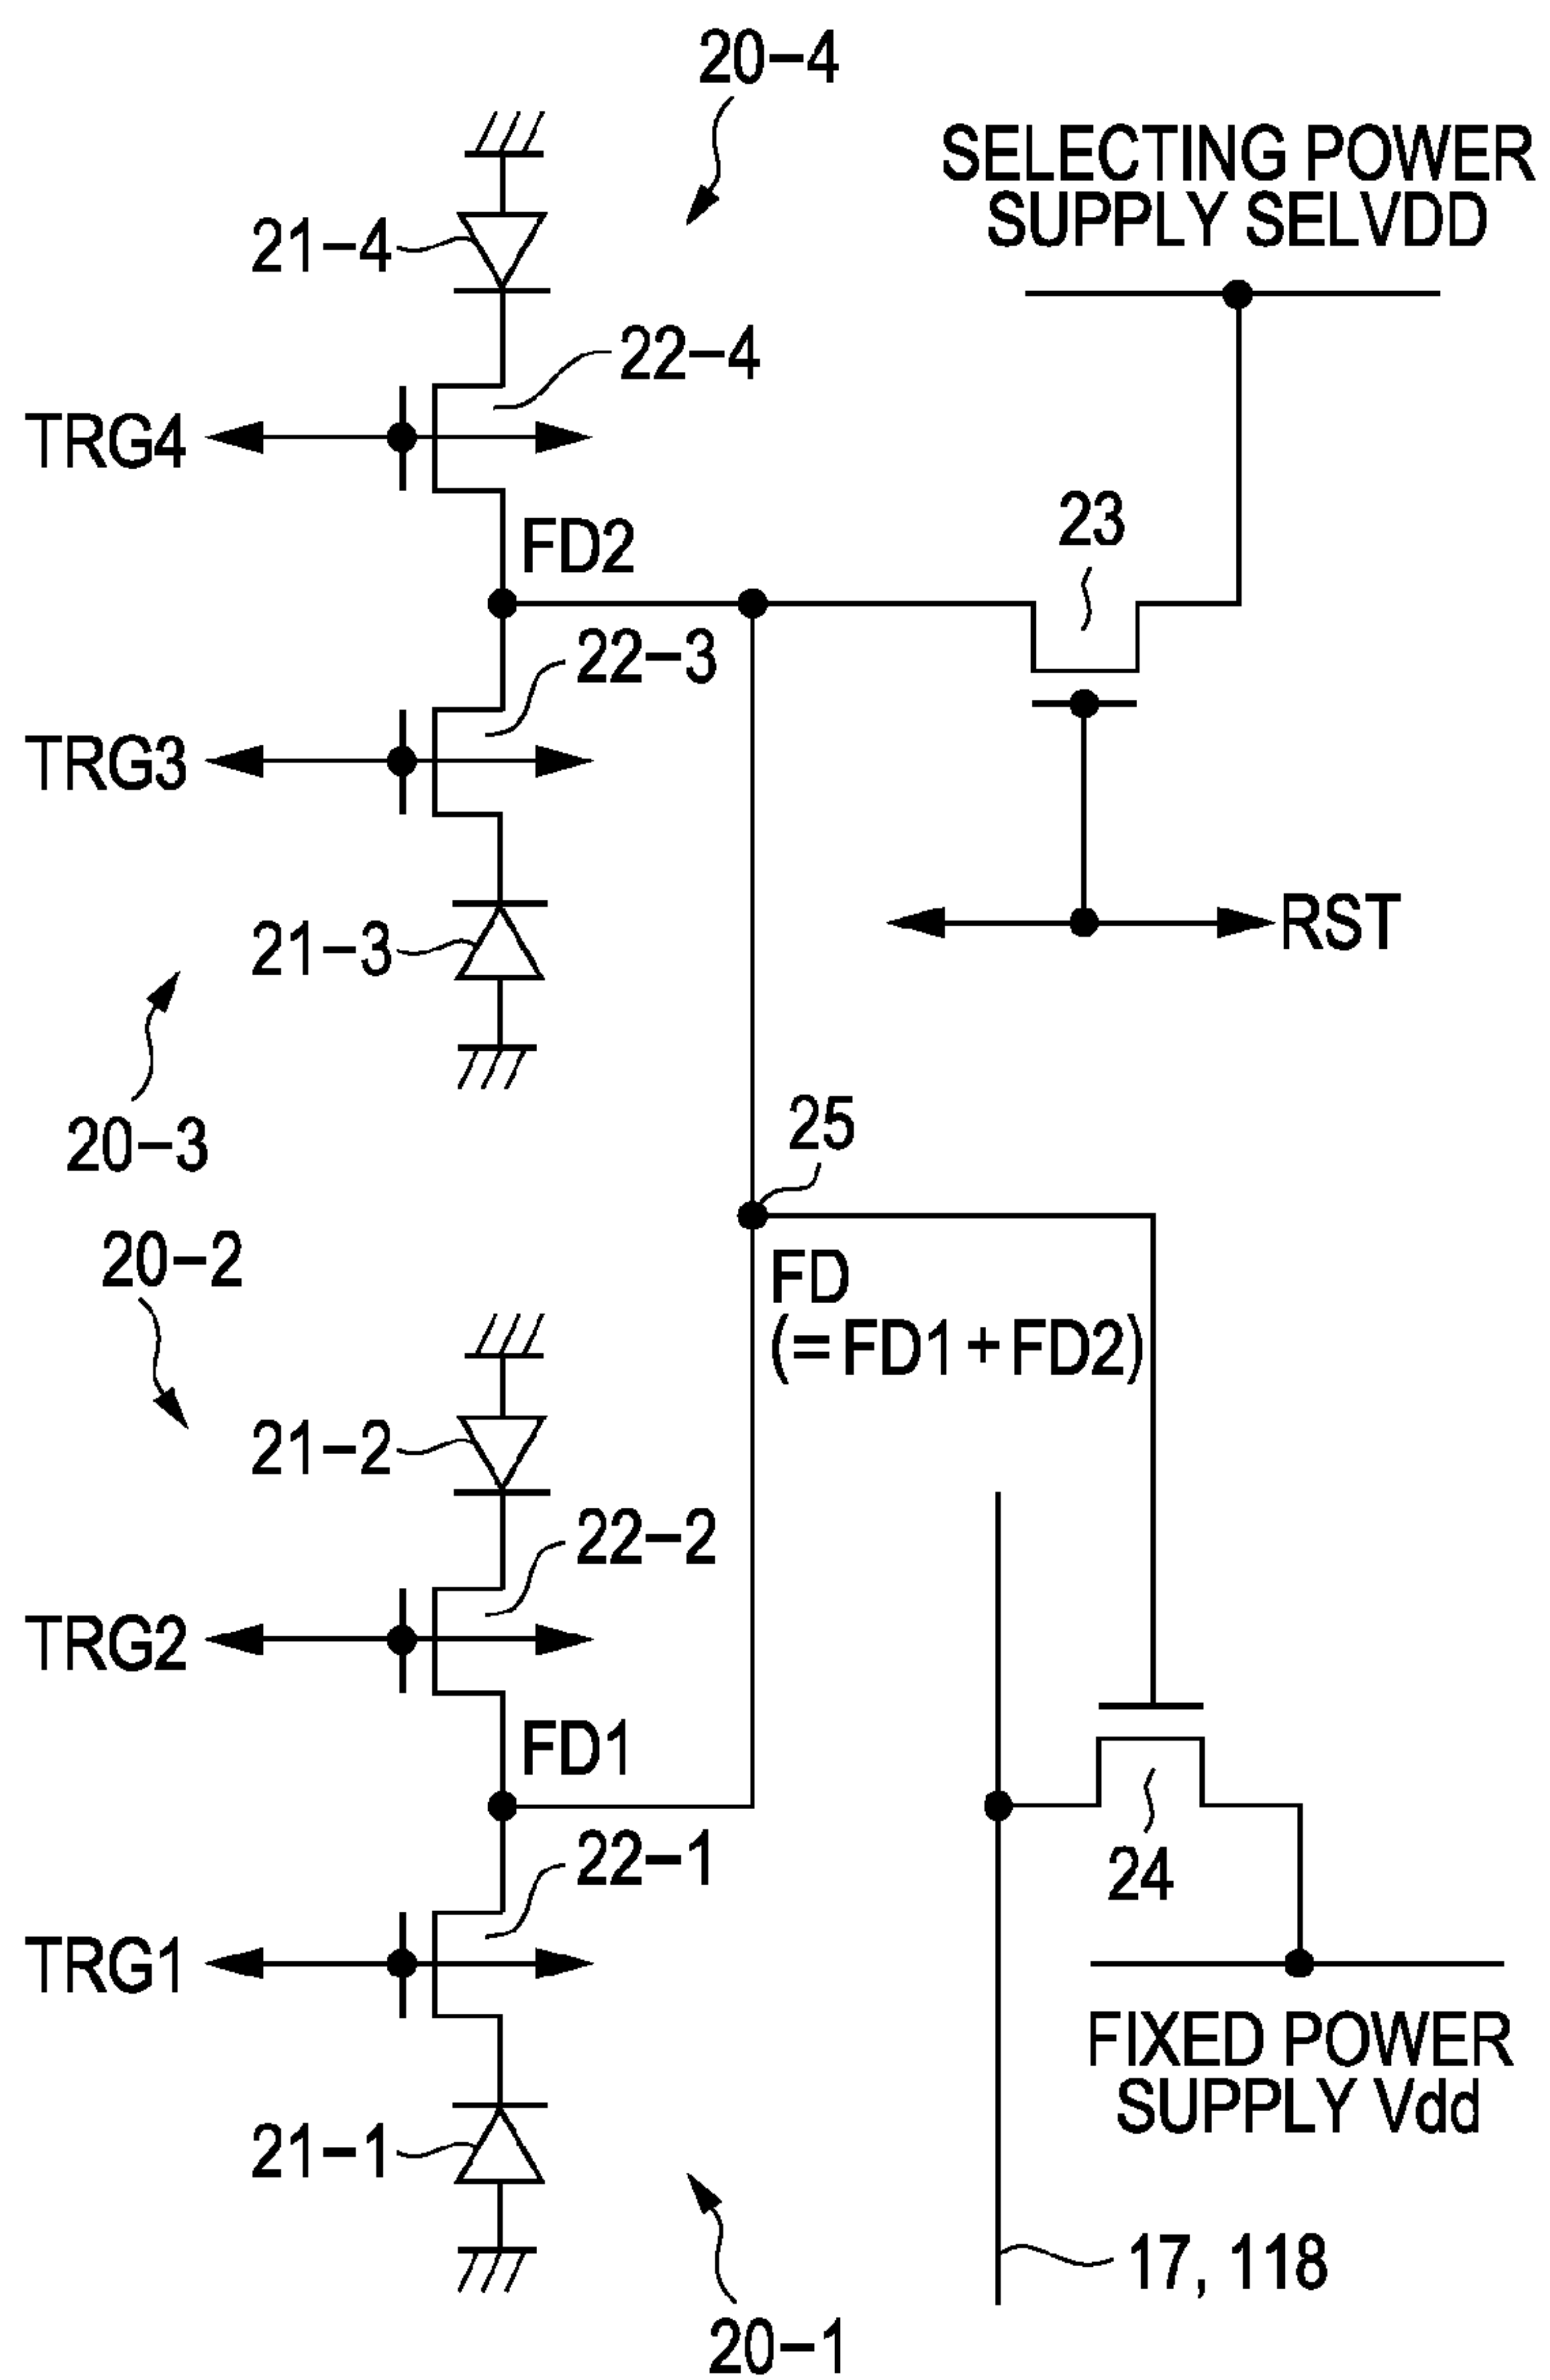 20-4
SELECTING POWER
SUPPLY SELVDD
21-4
22-4
TRG4
23
FD2
22-3
TRG3
21-3
RST
25
20-3
20-2
FD
(=FD1+FD2)
21-2
22-2
TRG2
FD1
22-1
24
TRG1
FIXED POWER
SUPPLY Vdd
21-1
17, 118
20-1